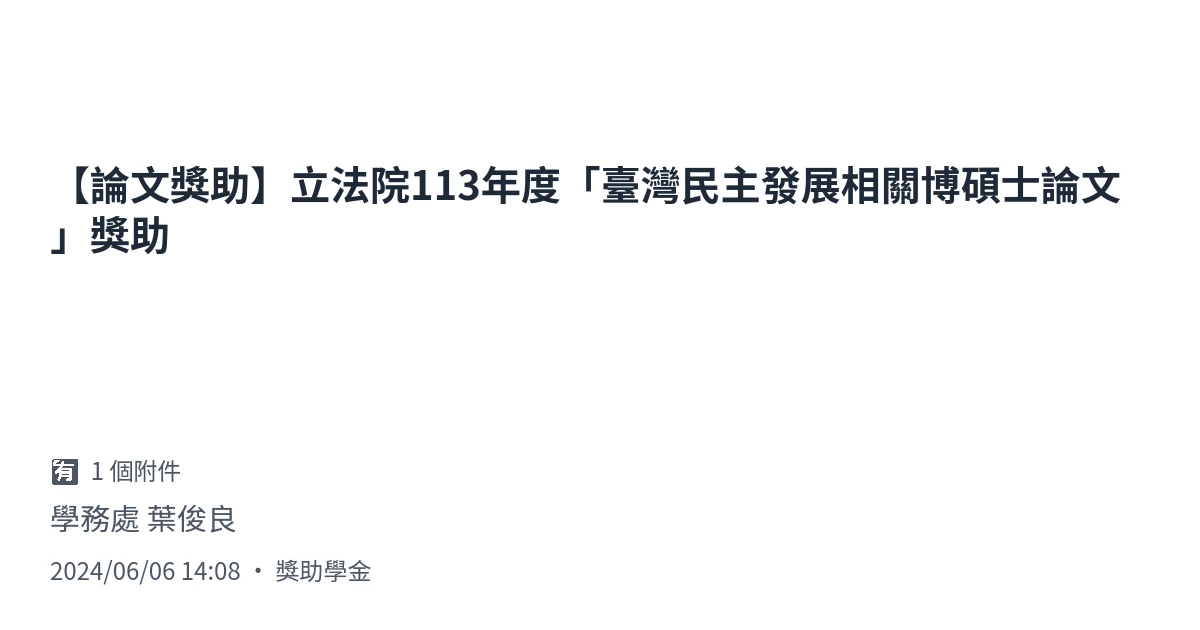 【論文獎助】立法院113年度「臺灣民主發展相關博碩士論文
」獎助
有 1 個附件
學務處 葉俊良
2024/06/06 14:08 · 獎助學金